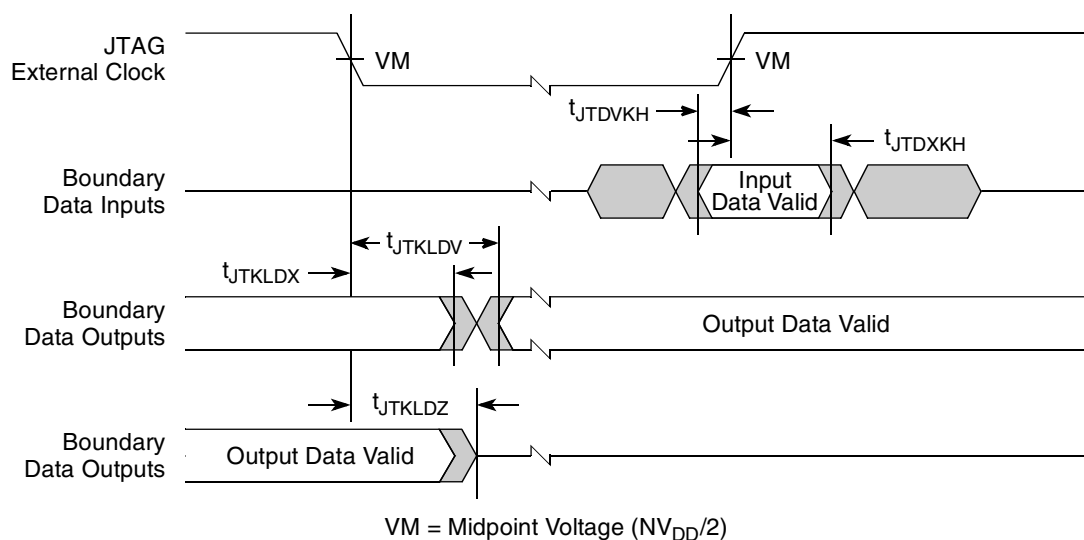 JTAG
External Clock
VM
VM
tJTDVKH
tJTDXKH
Boundary
Data Inputs
Input
Data Valid
tJTKLDV
tJTKLDX
Boundary
Data Outputs
Output Data Valid
tJTKLDZ
Boundary
Data Outputs
Output Data Valid
VM = Midpoint Voltage (NVDD/2)